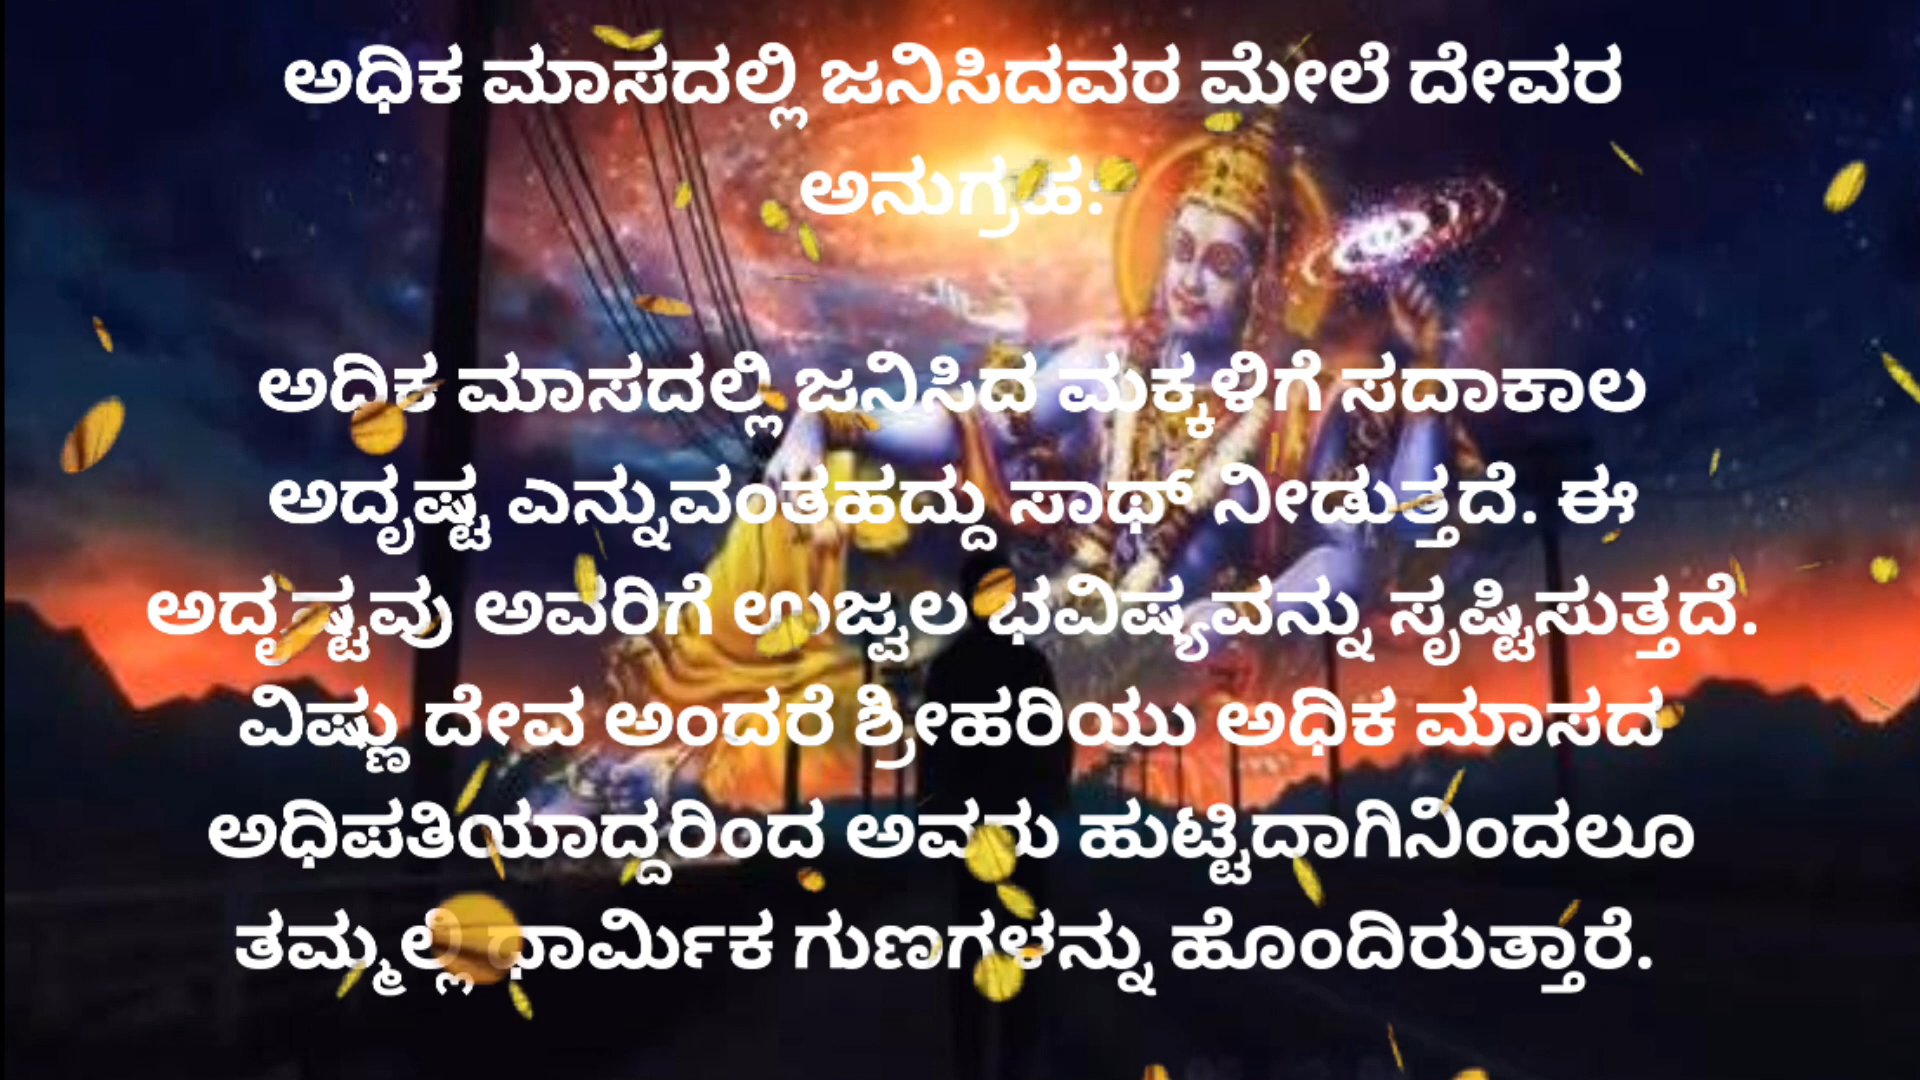 ಅಧಿಕ ಮಾಸದಲ್ಲಿ ಜನಿಸಿದವರ ಮೇಲೆ ದೇವರ
ಅನುಗ್ರಹ:
ಅದಿಕ ಮಾಸದಲ್ಲಿ ಜನಿಸಿದ ಮಕ್ಕಳಿಗೆ ಸದಾಕಾಲ
ಅದೃಷ್ಟ ಎನ್ನುವಂತಹದ್ದು ಸಾಥ್ ನೀಡುತ್ತದೆ. ಈ
ಅದೃಷ್ಟವು ಅವರಿಗೆ ಉಜ್ವಲ ಭವಿಷ್ಯವನ್ನು ಸೃಷ್ಟಿಸುತ್ತದೆ.
ವಿಷ್ಣು ದೇವ ಅಂದರೆ ಶ್ರೀಹರಿಯು ಅಧಿಕ ಮಾಸದ
ಅಧಿಪತಿಯಾದ್ದರಿಂದ ಅವರು ಹುಟ್ಟಿದಾಗಿನಿಂದಲೂ
ತಮ್ಮಲ್ಲಿ ಧಾರ್ಮಿಕ ಗುಣಗಳನ್ನು ಹೊಂದಿರುತ್ತಾರೆ.